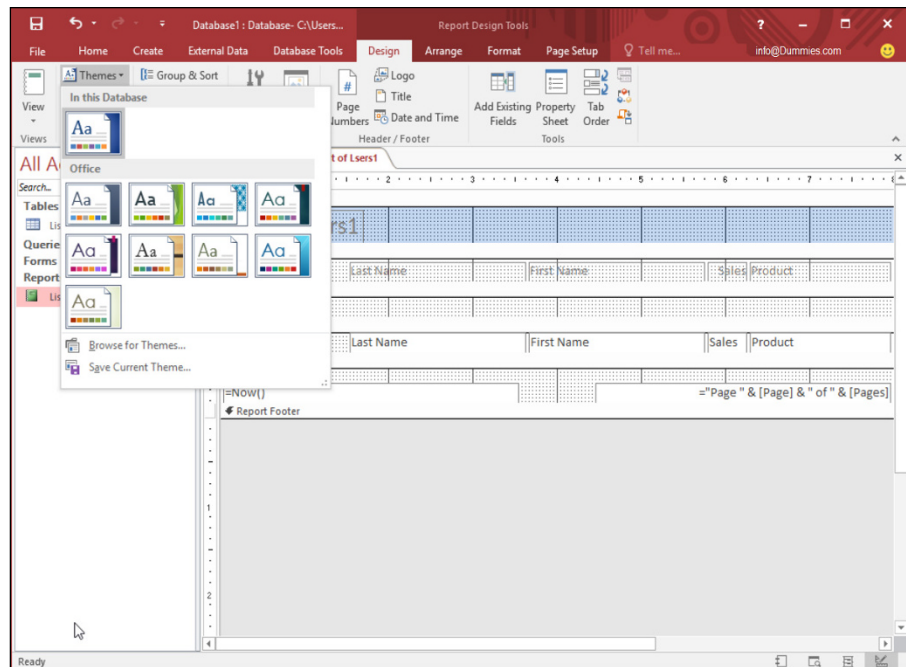 Database1 : Database- C:\Users...
Report Design Tools
?
File Home Create External Data Database Tools Design Arrange Format Page Setup Tell me... info@Dummies.com
Themes
Group & Sort
Logo
Title
Date and Time
View
Page
Numbers
Add Existing
Fields
Property
Sheet
Tab
Order
Views
Header / Footer
Tools
In this Database
Aa
Office
Aa Aa Aa Aa
Aa Aa Aa Aa
Aa
Browse for Themes...
Save Current Theme...
All A
Search..
Tables
Lis
Querie
Forms
Report
Lis
t of Lsers1
2 3 4 5 6 7 8
rs1
Last Name First Name Sales Product
Last Name First Name Sales Product
=Now() ="Page " & [Page] & " of " & [Pages]
Report Footer
1
2
Ready